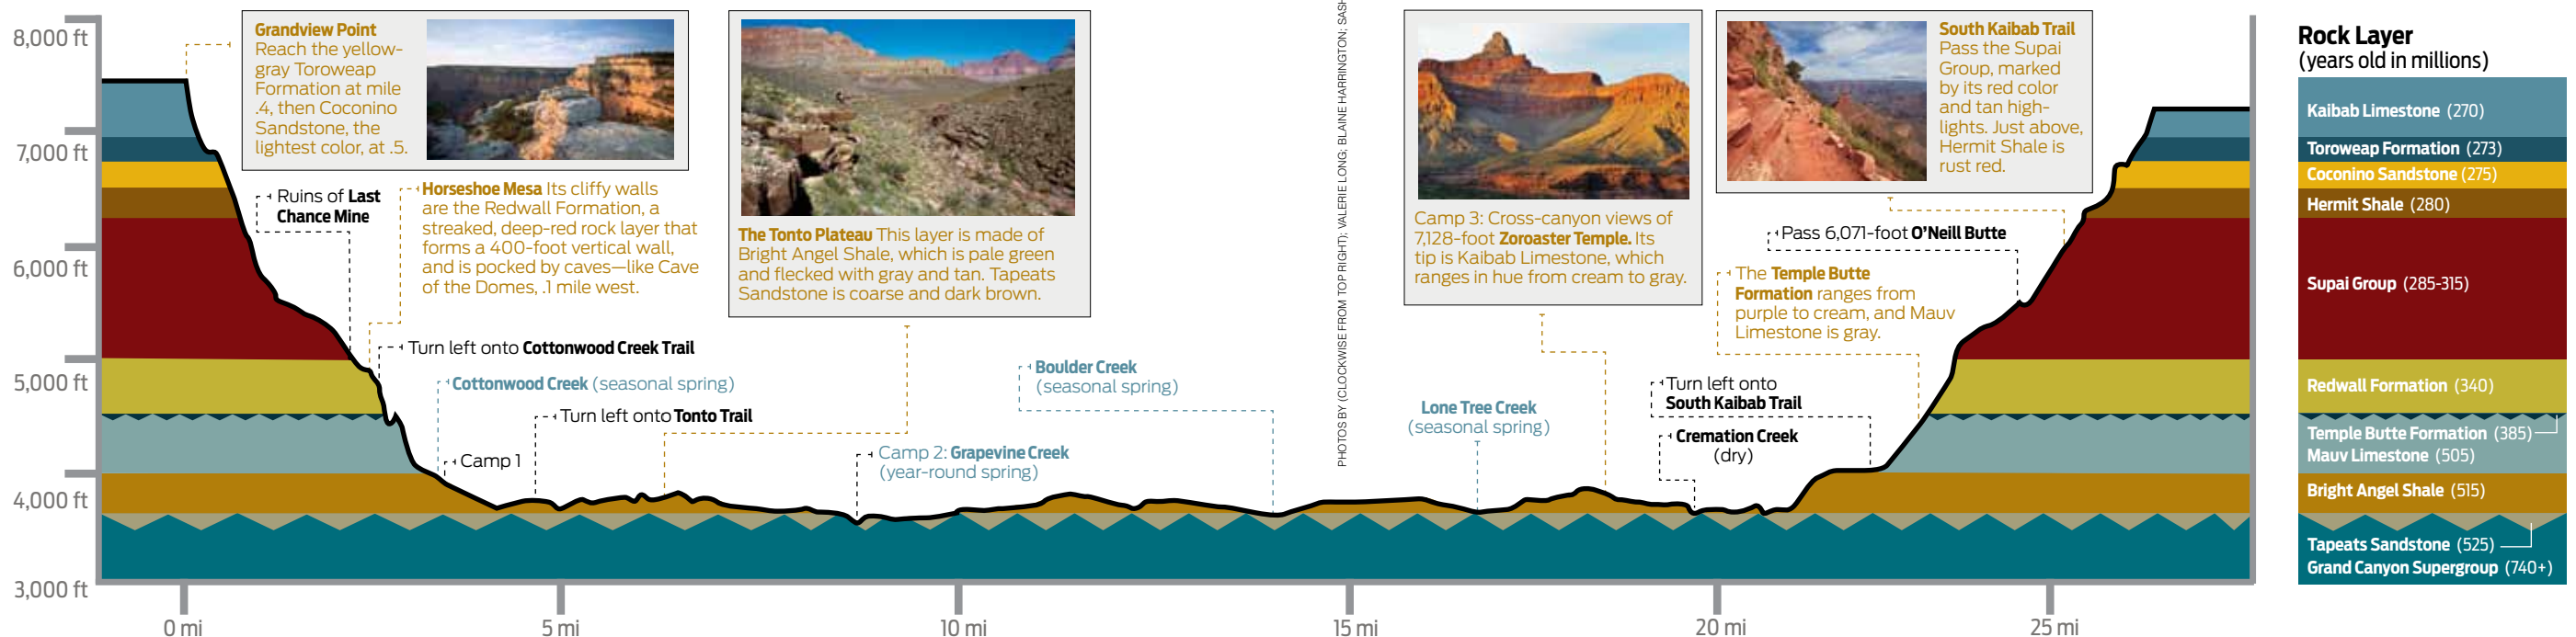 8,000 ft
7,000 ft
6,000 ft
5,000 ft
4,000 ft
3,000 ft
Grandview Point
Reach the yellow-
gray Toroweap
Formation at mile
.4, then Coconino
Sandstone, the
lightest color, at .5.
Ruins of Last
Chance Mine
Horseshoe Mesa Its cliffy walls
are the Redwall Formation, a
streaked, deep-red rock layer that
forms a 400-foot vertical wall,
and is pocked by caves—like Cave
of the Domes, .1 mile west.
Turn left onto Cottonwood Creek Trail
Cottonwood Creek (seasonal spring)
Turn left onto Tonto Trail
Camp 1
The Tonto Plateau This layer is made of
Bright Angel Shale, which is pale green
and flecked with gray and tan. Tapeats
Sandstone is coarse and dark brown.
Camp 2: Grapevine Creek
(year-round spring)
Boulder Creek
(seasonal spring)
PHOTOS BY (CLOCKWISE FROM TOP RIGHT): VALERIE LONG; BLAINE HARRINGTON;
Camp 3: Cross-canyon views of
7,128-foot Zoroaster Temple. Its
tip is Kaibab Limestone, which
ranges in hue from cream to gray.
Lone Tree Creek
(seasonal spring)
South Kaibab Trail
Pass the Supai
Group, marked
by its red color
and tan high-
lights. Just above,
Hermit Shale is
rust red.
Pass 6,071-foot O'Neill Butte
The Temple Butte
Formation ranges from
purple to cream, and Mauv
Limestone is gray.
Turn left onto
South Kaibab Trail
Cremation Creek
(dry)
0 mi
5 mi
10 mi
15 mi
20 mi
25 mi
Rock Layer
(years old in millions)
Kaibab Limestone (270)
Toroweap Formation (273)
Coconino Sandstone (275)
Hermit Shale (280)
Supai Group (285-315)
Redwall Formation (340)
Temple Butte Formation (385)
Mauv Limestone (505)
Bright Angel Shale (515)
Tapeats Sandstone (525)
Grand Canyon Supergroup (740+)